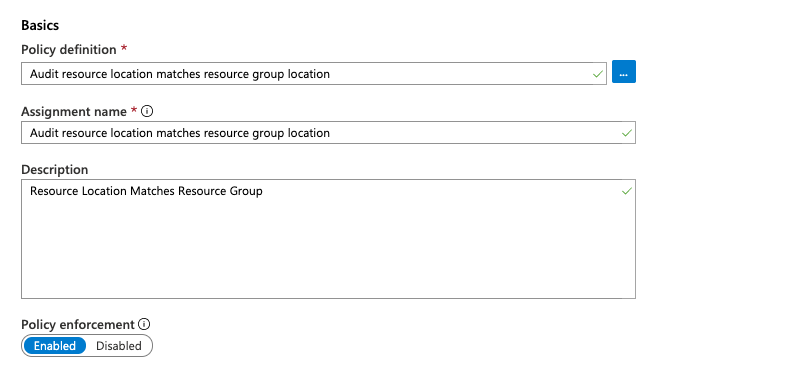 Basics
Policy definition *
Audit resource location matches resource group location
...
Assignment name *
Audit resource location matches resource group location
Description
Resource Location Matches Resource Group
Policy enforcement
Enabled Disabled